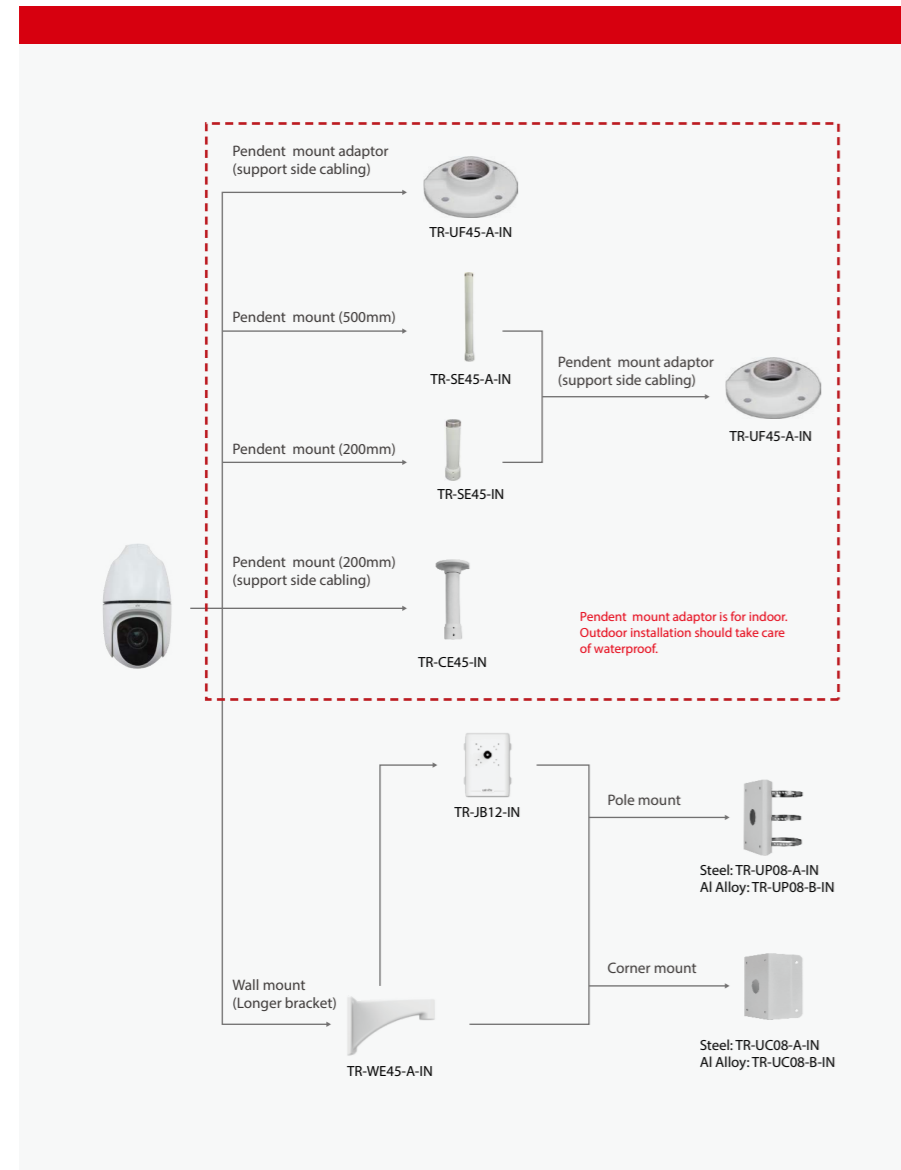 Pendent mount adaptor
(support side cabling)
TR-UF45-A-IN
Pendent mount (500mm)
TR-SE45-A-IN
Pendent mount adaptor
(support side cabling)
TR-UF45-A-IN
Pendent mount (200mm)
TR-SE45-IN
Pendent mount (200mm)
(support side cabling)
TR-CE45-IN
Pendent mount adaptor is for indoor.
Outdoor installation should take care
of waterproof.
TR-JB12-IN
Pole mount
Steel: TR-UP08-A-IN
Al Alloy: TR-UP08-B-IN
Wall mount
(Longer bracket)
TR-WE45-A-IN
Corner mount
Steel: TR-UC08-A-IN
Al Alloy: TR-UC08-B-IN